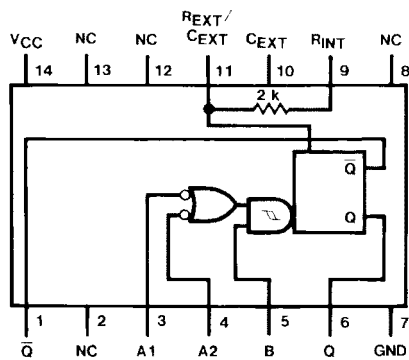 REXT/
VCC NC NC CEXT CEXT RINT NC
14 13 12 11 10 9 8
2 k
Q̅
Q
1 2 3 4 5 6 7
Q̅ NC A1 A2 B Q GND